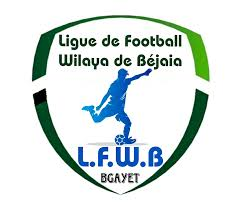 Ligue de Football
Wilaya de Béjaia
L.F.W.B
BGAYET